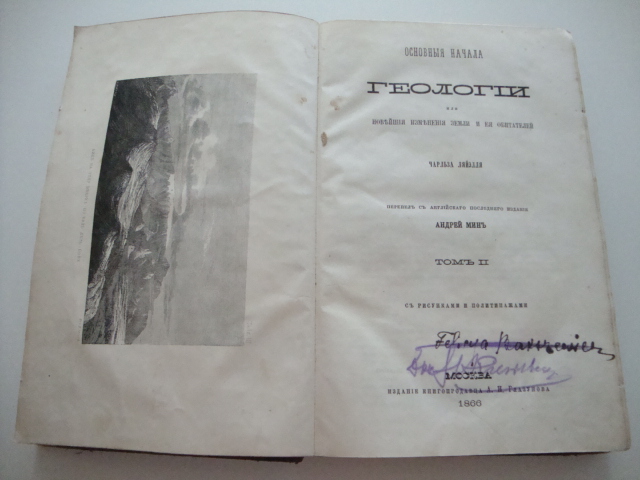 ОСНОВНЫЯ НАЧАЛА
ГЕОЛОГІИ
ИЛИ
НОВѢЙШІЯ ИЗМѢНЕНІЯ ЗЕМЛИ И ЕЯ ОБИТАТЕЛЕЙ
ЧАРЛЬЗА ЛЯЙЭЛЛЯ
ПЕРЕВЕЛЪ СЪ АНГЛІЙСКАГО ПОСЛѢДНЯГО ИЗДАНІЯ
АНДРЕЙ МИНЪ
ТОМЪ II
СЪ РИСУНКАМИ И ПОЛИТИПАЖАМИ
МОСКВА
ИЗДАНІЕ КНИГОПРОДАВЦА А. И. ГЛАЗУНОВА
1866